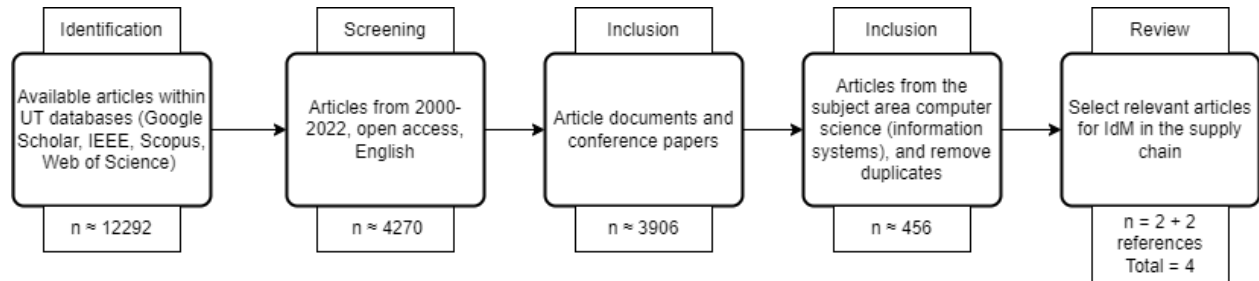 Identification
Available articles within
UT databases (Google
Scholar, IEEE, Scopus,
Web of Science)
n ≈ 12292
Screening
Articles from 2000-
2022, open access,
English
n ≈ 4270
Inclusion
Article documents and
conference papers
n ≈ 3906
Inclusion
Articles from the
subject area computer
science (information
systems), and remove
duplicates
n ≈ 456
Review
Select relevant articles
for IdM in the supply
chain
n = 2 + 2
references
Total = 4